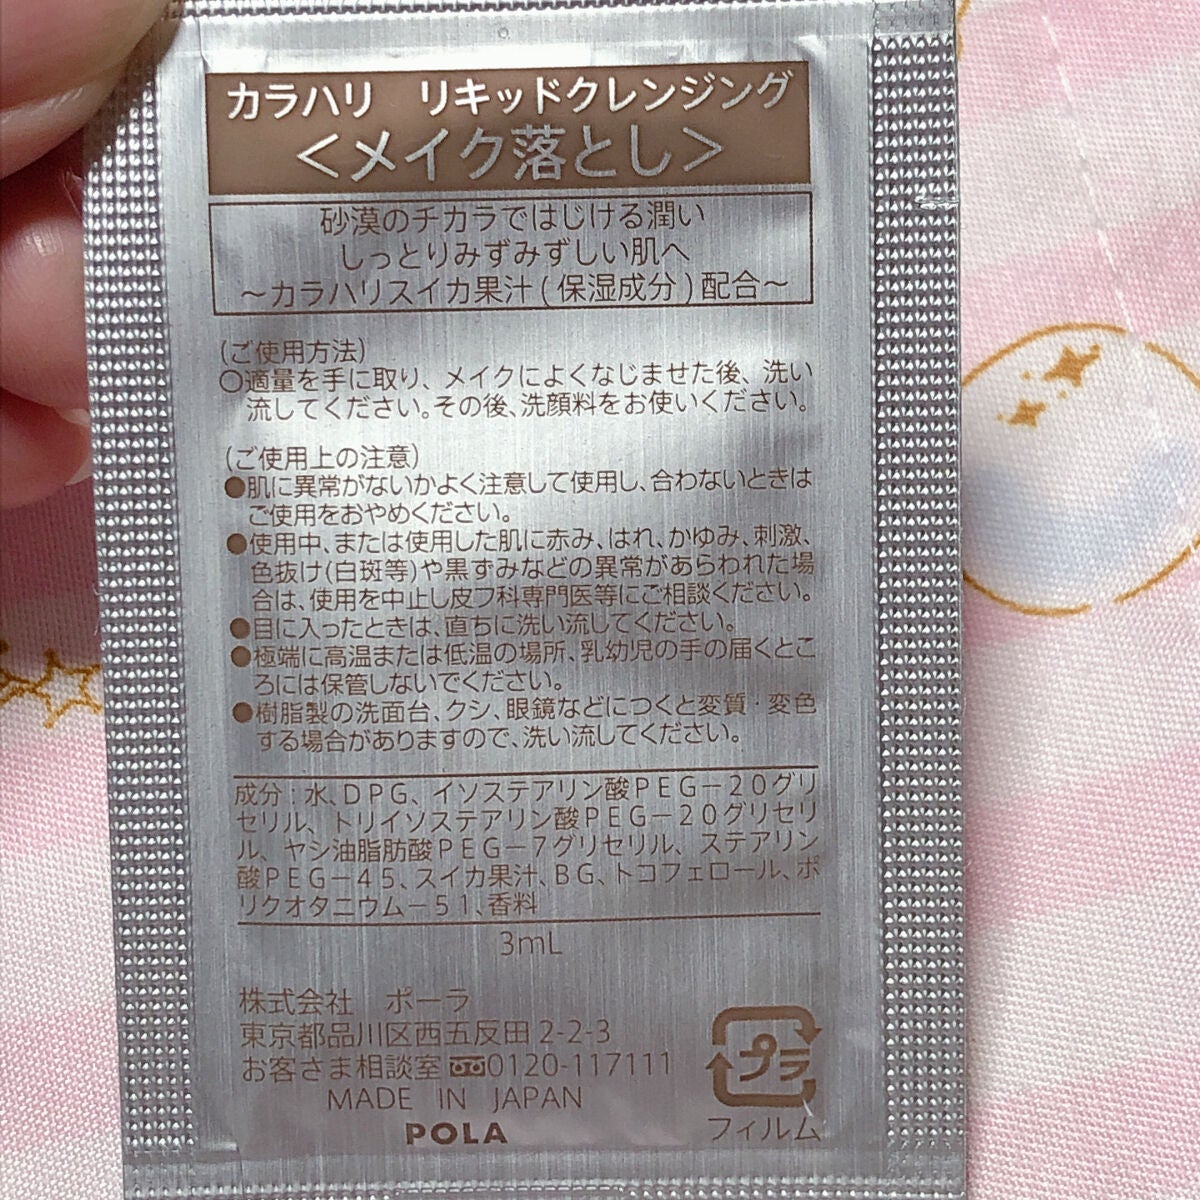 カラハリ　リキッドクレンジング
＜メイク落とし＞
砂漠のチカラではじける潤い
しっとりみずみずしい肌へ
～カラハリスイカ果汁(保湿成分)配合～
(ご使用方法)
○適量を手に取り、メイクによくなじませた後、洗い
流してください。その後、洗顔料をお使いください。
(ご使用上の注意)
●肌に異常がないかよく注意して使用し、合わないときは
ご使用をおやめください。
●使用中、または使用した肌に赤み、はれ、かゆみ、刺激、
色抜け(白斑等)や黒ずみなどの異常があらわれた場
合は、使用を中止し皮フ科専門医等にご相談ください。
●目に入ったときは、直ちに洗い流してください。
●極端に高温または低温の場所、乳幼児の手の届くとこ
ろには保管しないでください。
●樹脂製の洗面台、クシ、眼鏡などにつくと変質・変色
する場合がありますので、洗い流してください。
成分：水、DPG、イソステアリン酸PEG－20グリ
セリル、トリイソステアリン酸PEG－20グリセリ
ル、ヤシ油脂肪酸PEG－7グリセリル、ステアリン
酸PEG－45、スイカ果汁、BG、トコフェロール、ポ
リクオタニウム－51、香料
3mL
株式会社　ポーラ
東京都品川区西五反田2-2-3
お客さま相談室 0120-117111
MADE IN JAPAN
POLA
プラ
フィルム